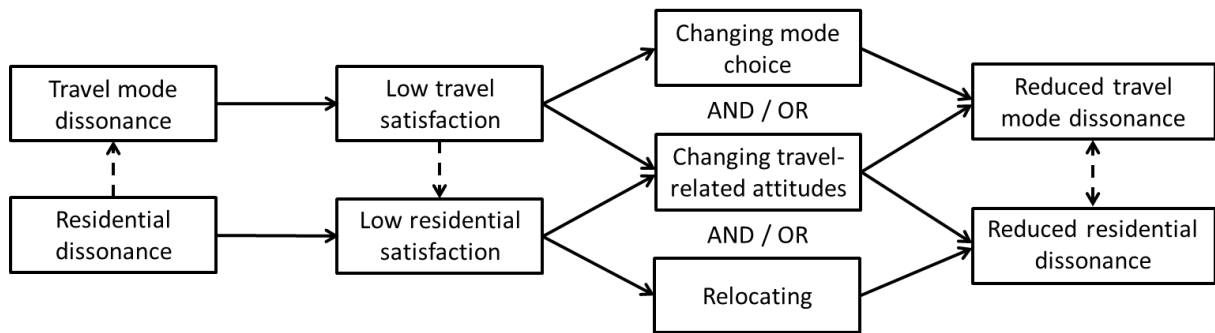 Travel mode
dissonance
Residential
dissonance
Low travel
satisfaction
Low residential
satisfaction
Changing mode
choice
AND / OR
Changing travel-
related attitudes
AND / OR
Relocating
Reduced travel
mode dissonance
Reduced residential
dissonance